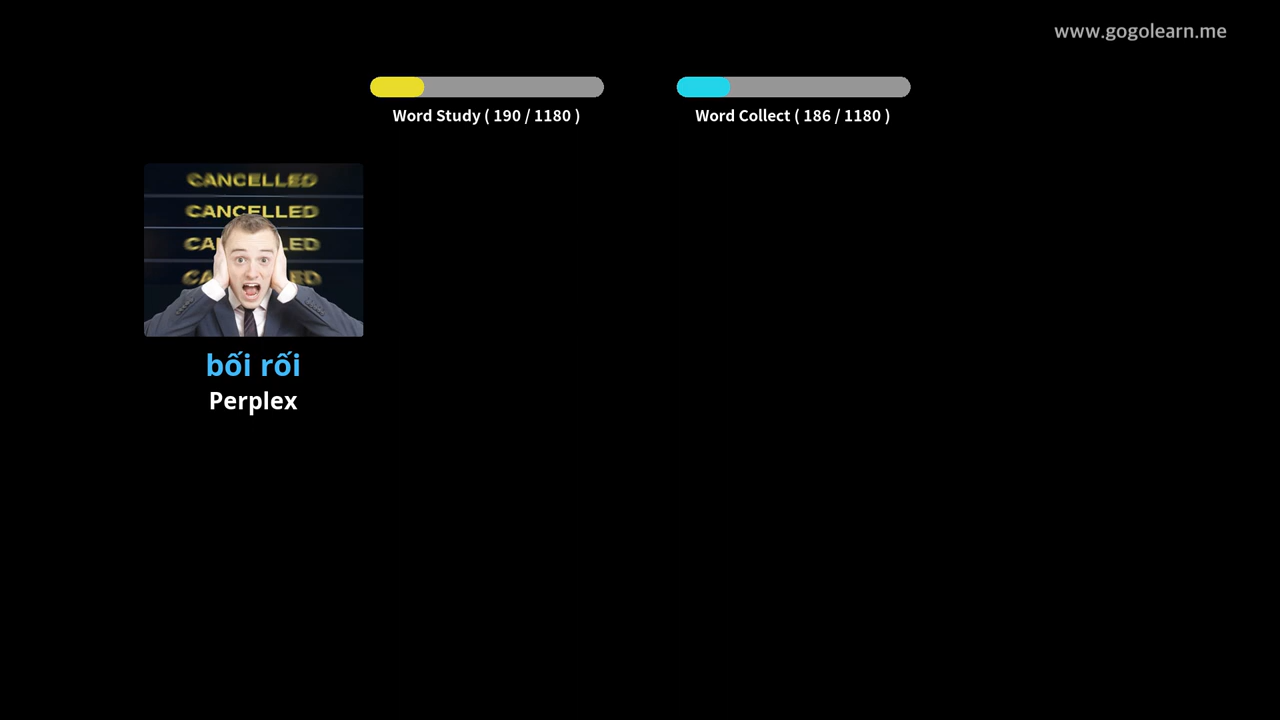 www.gogolearn.me
Word Study ( 190 / 1180 )
Word Collect ( 186 / 1180 )
CANCELLED
CANCELLED
bối rối
Perplex